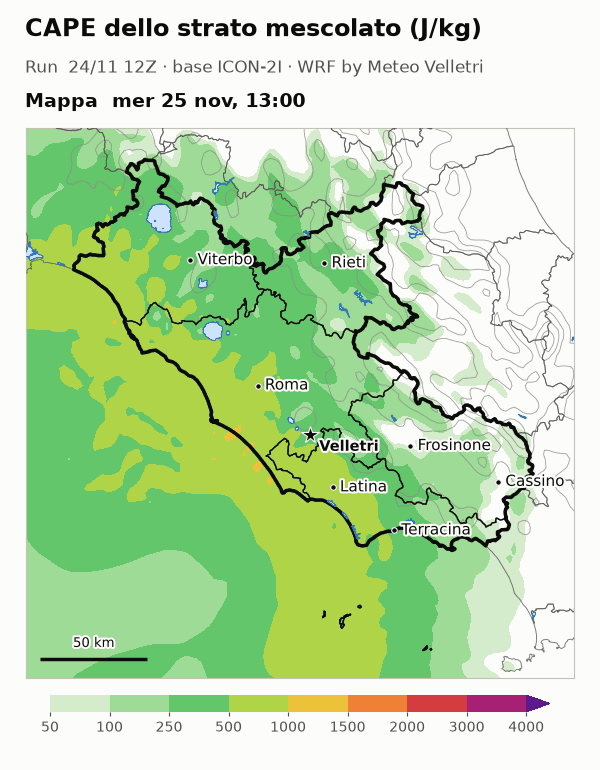 CAPE dello strato mescolato (J/kg)
Run  24/11 12Z · base ICON-2I · WRF by Meteo Velletri
Mappa  mer 25 nov, 13:00
Viterbo
Rieti
Roma
Velletri
Frosinone
Cassino
Latina
Terracina
50 km
50 100 250 500 1000 1500 2000 3000 4000